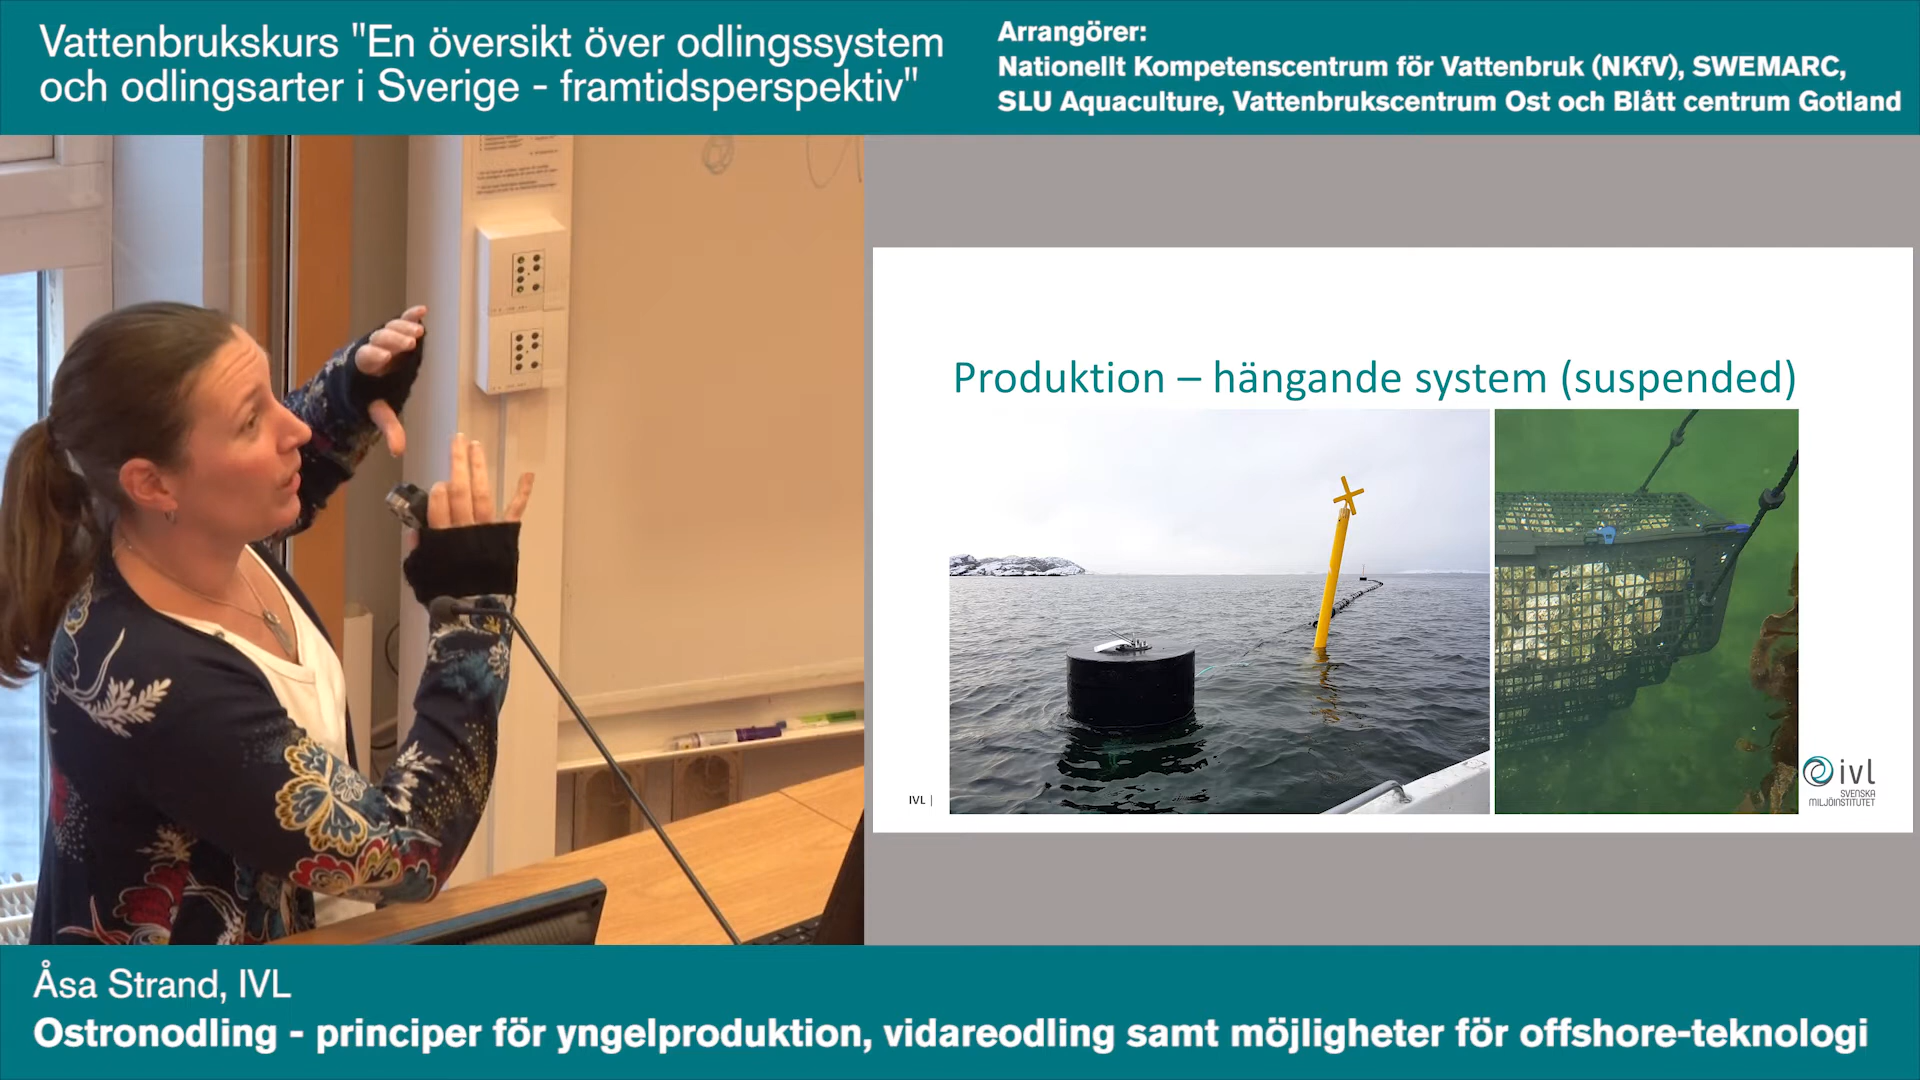 Vattenbrukskurs "En översikt över odlingssystem
och odlingsarter i Sverige - framtidsperspektiv"
Arrangörer:
Nationellt Kompetenscentrum för Vattenbruk (NKfV), SWEMARC,
SLU Aquaculture, Vattenbrukscentrum Ost och Blått centrum Gotland
Produktion – hängande system (suspended)
IVL |
ivl
SVENSKA
MILJÖINSTITUTET
Åsa Strand, IVL
Ostronodling - principer för yngelproduktion, vidareodling samt möjligheter för offshore-teknologi